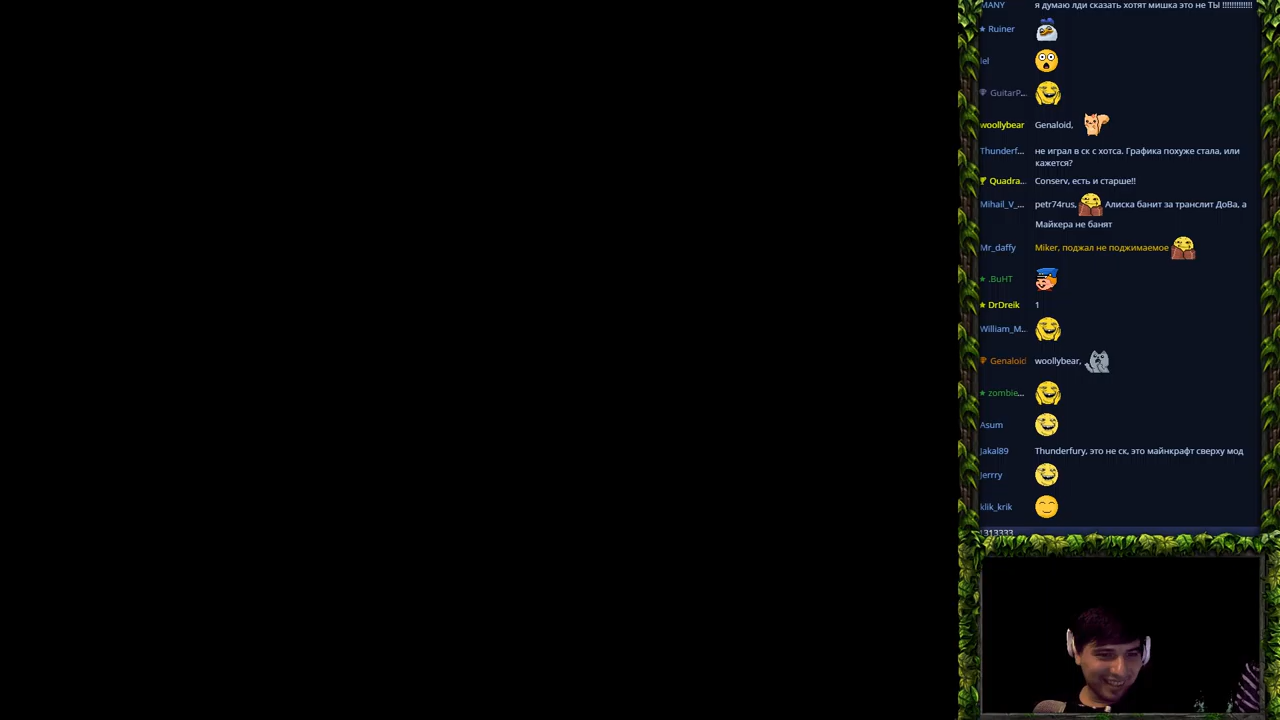 MANY я думаю лди сказать хотят мишка это не ТЫ !!!!!!!!!!!!!
Ruiner
lel
GuitarP...
woollybear Genaloid,
Thunderf... не играл в ск с хотса. Графика похуже стала, или
кажется?
Quadra... Conserv, есть и старше!!
Mihail_V_... petr74rus, Алиска банит за транслит ДоВа, а
Майкера не банят
Mr_daffy Miker, поджал не поджимаемое
.BuHT
DrDreik 1
William_M...
Genaloid woollybear,
zombie...
Asum
Jakal89 Thunderfury, это не ск, это майнкрафт сверху мод
Jerrry
klik_krik